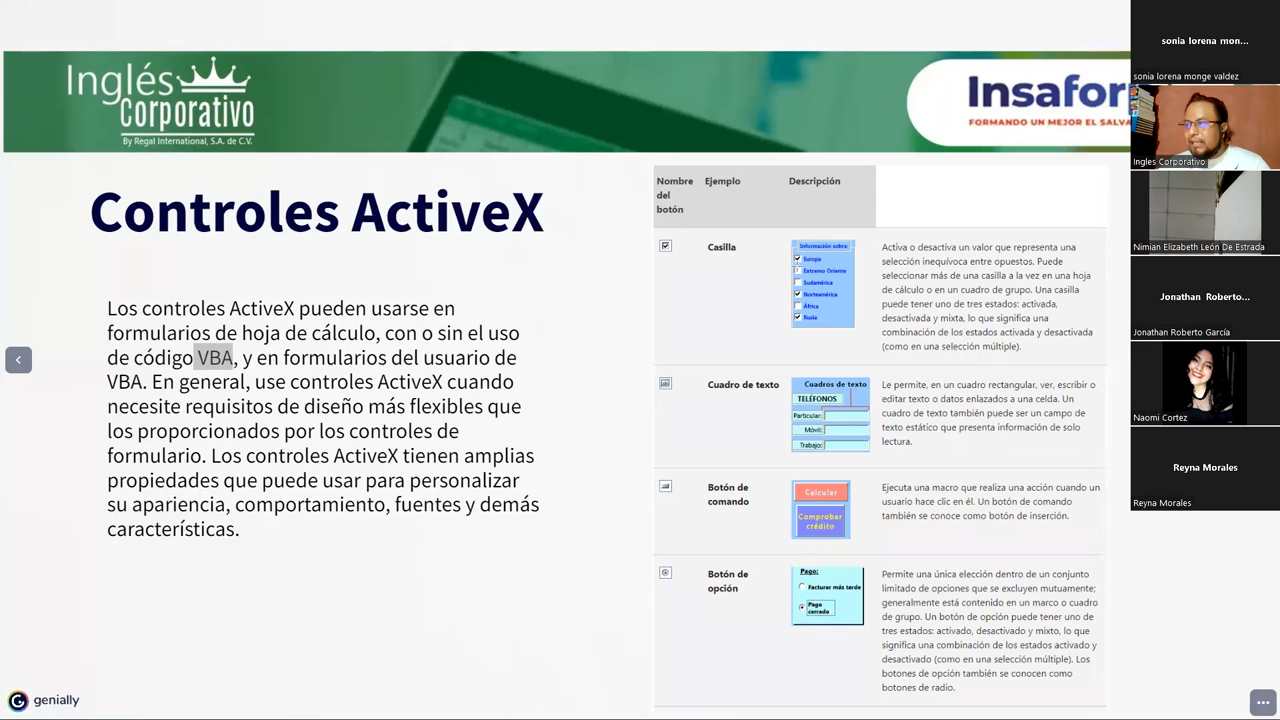 Inglés
Corporativo
By Regal International, S.A. de C.V.
Insafor
FORMANDO UN MEJOR EL SALVA
Controles ActiveX
Los controles ActiveX pueden usarse en
formularios de hoja de cálculo, con o sin el uso
de código VBA, y en formularios del usuario de
VBA. En general, use controles ActiveX cuando
necesite requisitos de diseño más flexibles que
los proporcionados por los controles de
formulario. Los controles ActiveX tienen amplias
propiedades que puede usar para personalizar
su apariencia, comportamiento, fuentes y demás
características.
Nombre
del
botón
Ejemplo
Descripción
Casilla
Información sobre:
Europa
Extremo Oriente
Sudamérica
Norteamérica
África
Rusia
Activa o desactiva un valor que representa una
selección inequívoca entre opuestos. Puede
seleccionar más de una casilla a la vez en una hoja
de cálculo o en un cuadro de grupo. Una casilla
puede tener uno de tres estados: activada,
desactivada y mixta, lo que significa una
combinación de los estados activada y desactivada
(como en una selección múltiple).
Cuadro de texto
Cuadros de texto
TELÉFONOS
Particular:
Móvil:
Trabajo:
Le permite, en un cuadro rectangular, ver, escribir o
editar texto o datos enlazados a una celda. Un
cuadro de texto también puede ser un campo de
texto estático que presenta información de solo
lectura.
Botón de
comando
Calcular
Comprobar
crédito
Ejecuta una macro que realiza una acción cuando un
usuario hace clic en él. Un botón de comando
también se conoce como botón de inserción.
Botón de
opción
Pago:
Facturar más tarde
Pago
cerrado
Permite una única elección dentro de un conjunto
limitado de opciones que se excluyen mutuamente;
generalmente está contenido en un marco o cuadro
de grupo. Un botón de opción puede tener uno de
tres estados: activado, desactivado y mixto, lo que
significa una combinación de los estados activado y
desactivado (como en una selección múltiple). Los
botones de opción también se conocen como
botones de radio.
genially
sonia lorena mon...
sonia lorena monge valdez
Ingles Corporativo
Nimian Elizabeth León De Estrada
Jonathan Roberto...
Jonathan Roberto García
Naomi Cortez
Reyna Morales
Reyna Morales